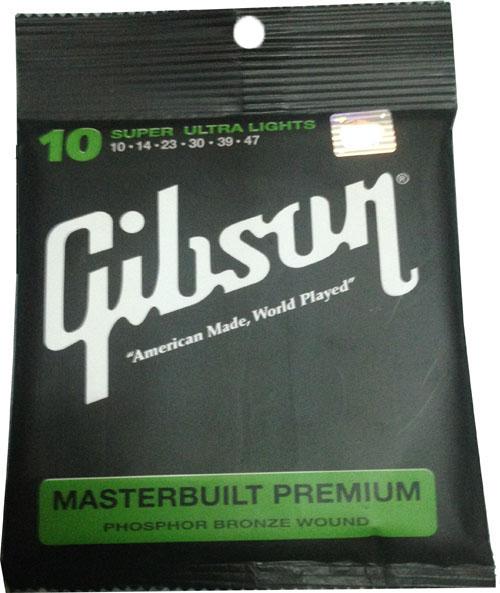 10 SUPER ULTRA LIGHTS
10 • 14 • 23 • 30 • 39 • 47
Gibson®
"American Made, World Played"
MASTERBUILT PREMIUM
PHOSPHOR BRONZE WOUND